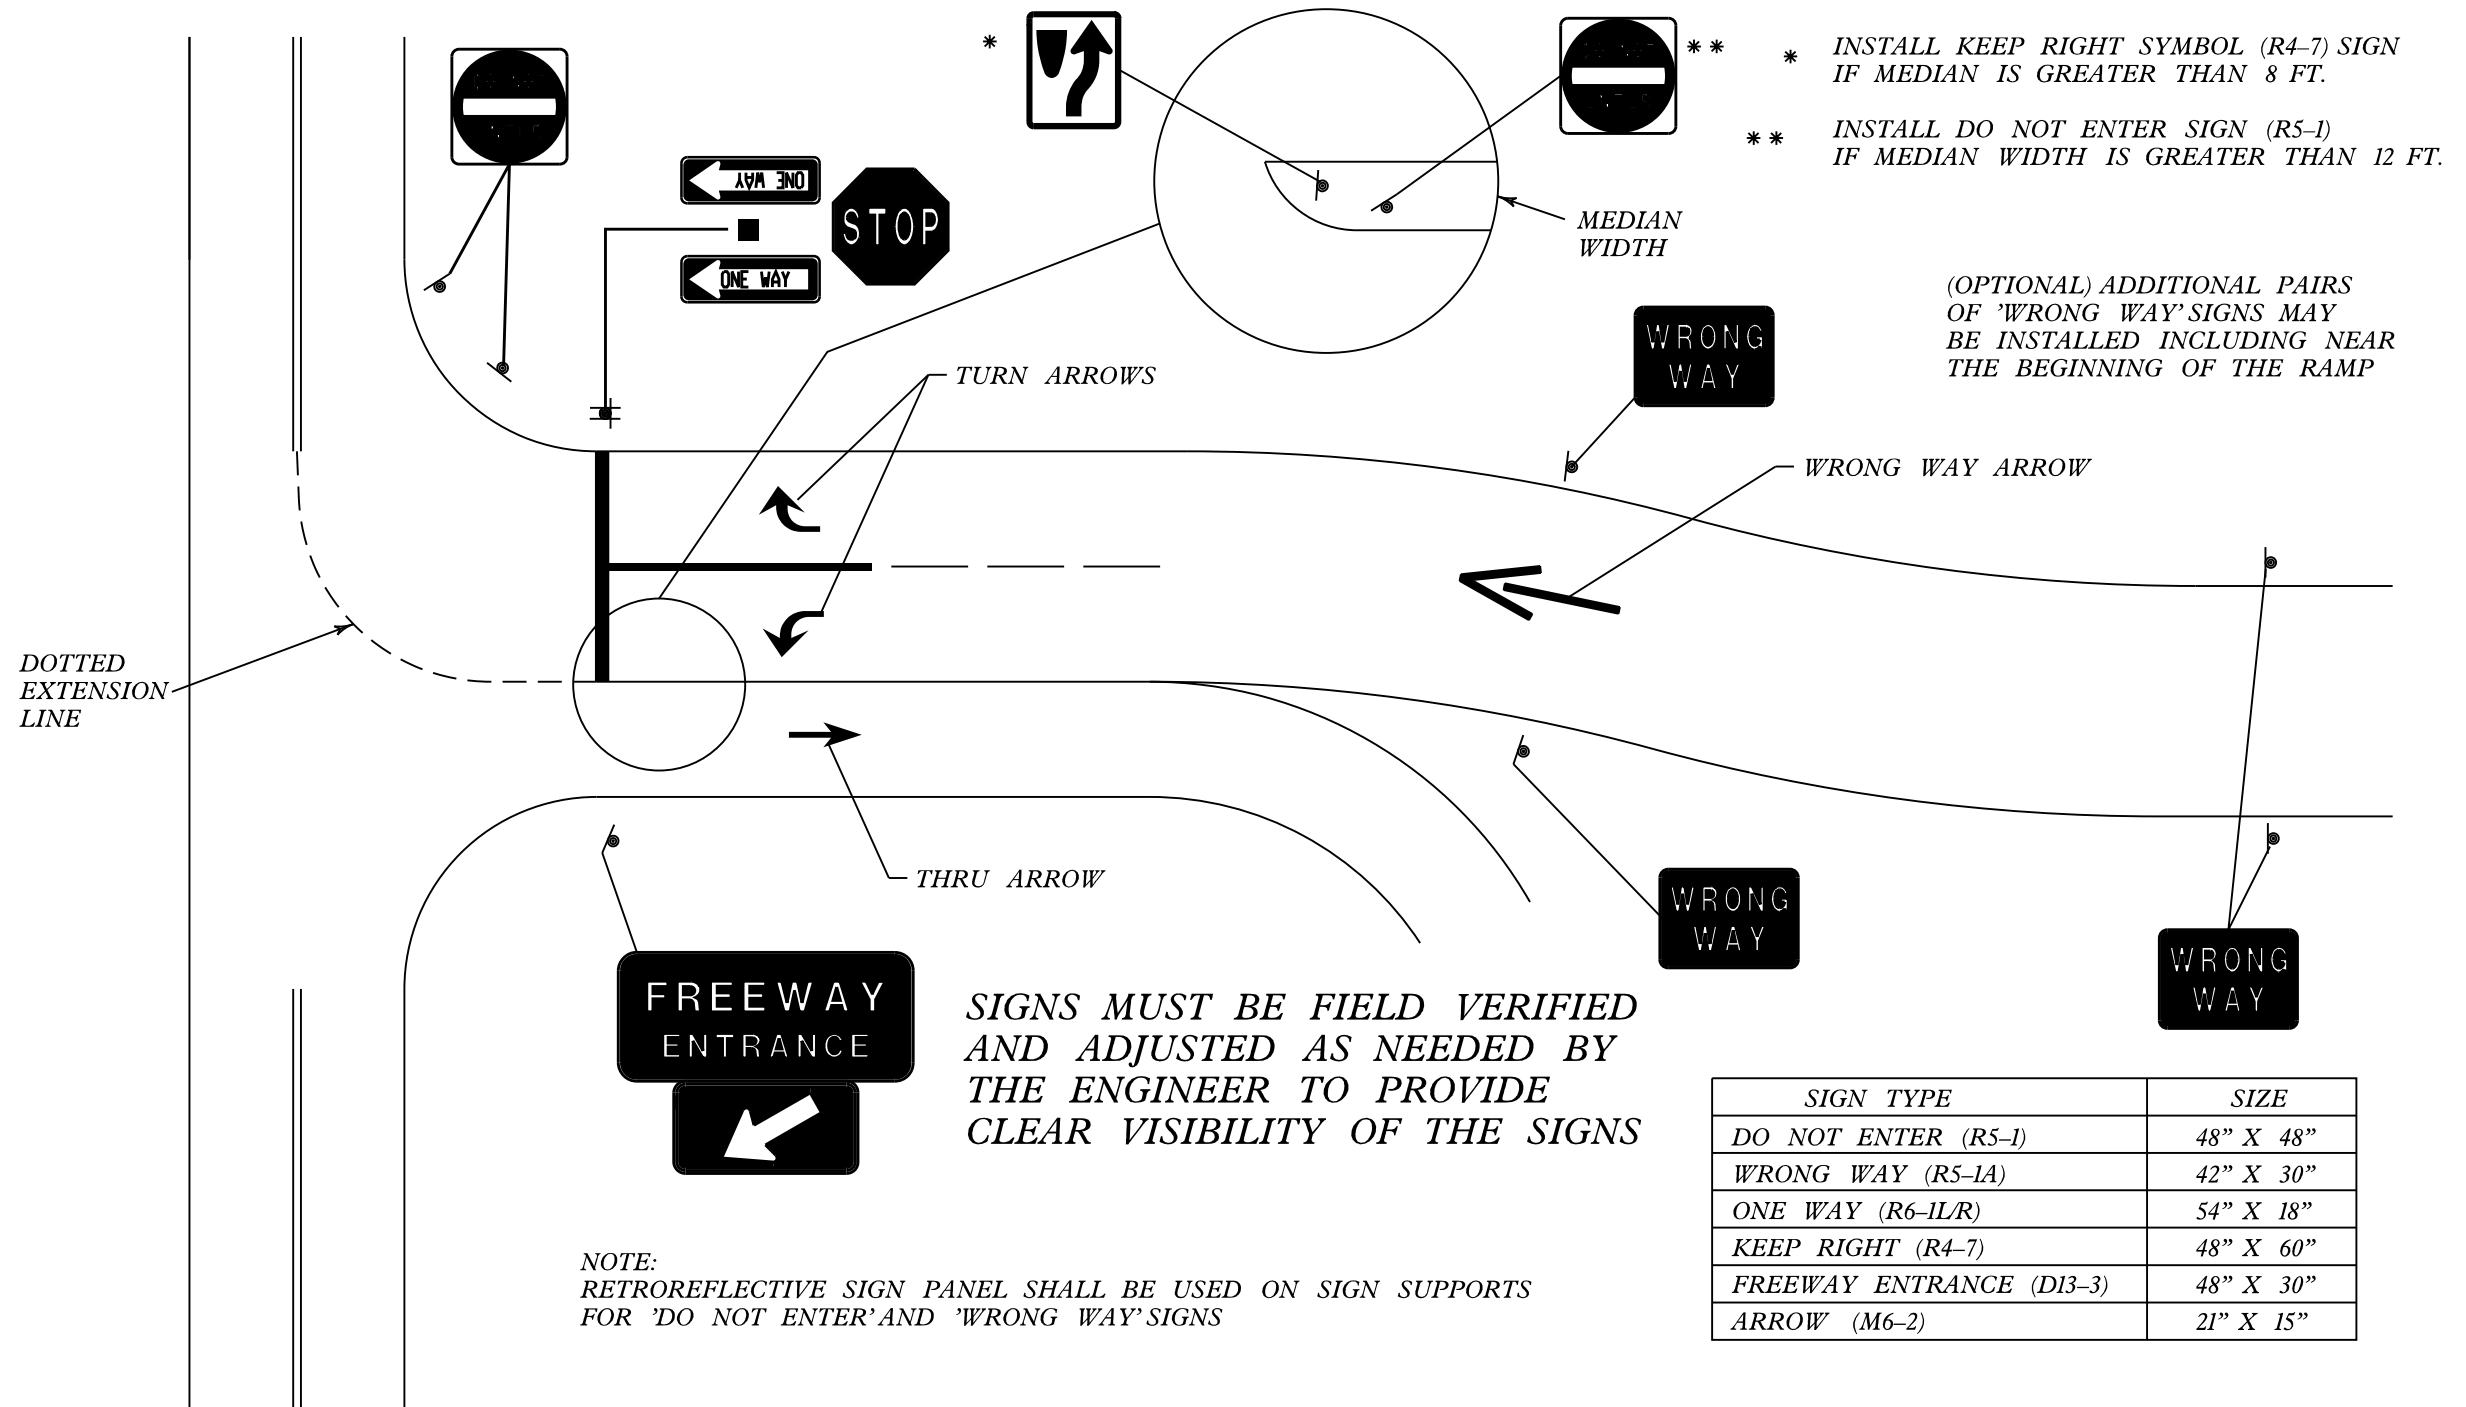 *
* *
* INSTALL KEEP RIGHT SYMBOL (R4–7) SIGN
IF MEDIAN IS GREATER THAN 8 FT.
* * INSTALL DO NOT ENTER SIGN (R5–1)
IF MEDIAN WIDTH IS GREATER THAN 12 FT.
ONE WAY
STOP
ONE WAY
MEDIAN
WIDTH
(OPTIONAL) ADDITIONAL PAIRS
OF 'WRONG WAY' SIGNS MAY
BE INSTALLED INCLUDING NEAR
THE BEGINNING OF THE RAMP
WRONG
WAY
TURN ARROWS
WRONG WAY ARROW
DOTTED
EXTENSION
LINE
THRU ARROW
WRONG
WAY
WRONG
WAY
FREEWAY
ENTRANCE
SIGNS MUST BE FIELD VERIFIED
AND ADJUSTED AS NEEDED BY
THE ENGINEER TO PROVIDE
CLEAR VISIBILITY OF THE SIGNS
SIGN TYPE SIZE
DO NOT ENTER (R5–1) 48” X 48”
WRONG WAY (R5–1A) 42” X 30”
ONE WAY (R6–1L/R) 54” X 18”
KEEP RIGHT (R4–7) 48” X 60”
FREEWAY ENTRANCE (D13–3) 48” X 30”
ARROW (M6–2) 21” X 15”
NOTE:
RETROREFLECTIVE SIGN PANEL SHALL BE USED ON SIGN SUPPORTS
FOR 'DO NOT ENTER' AND 'WRONG WAY' SIGNS